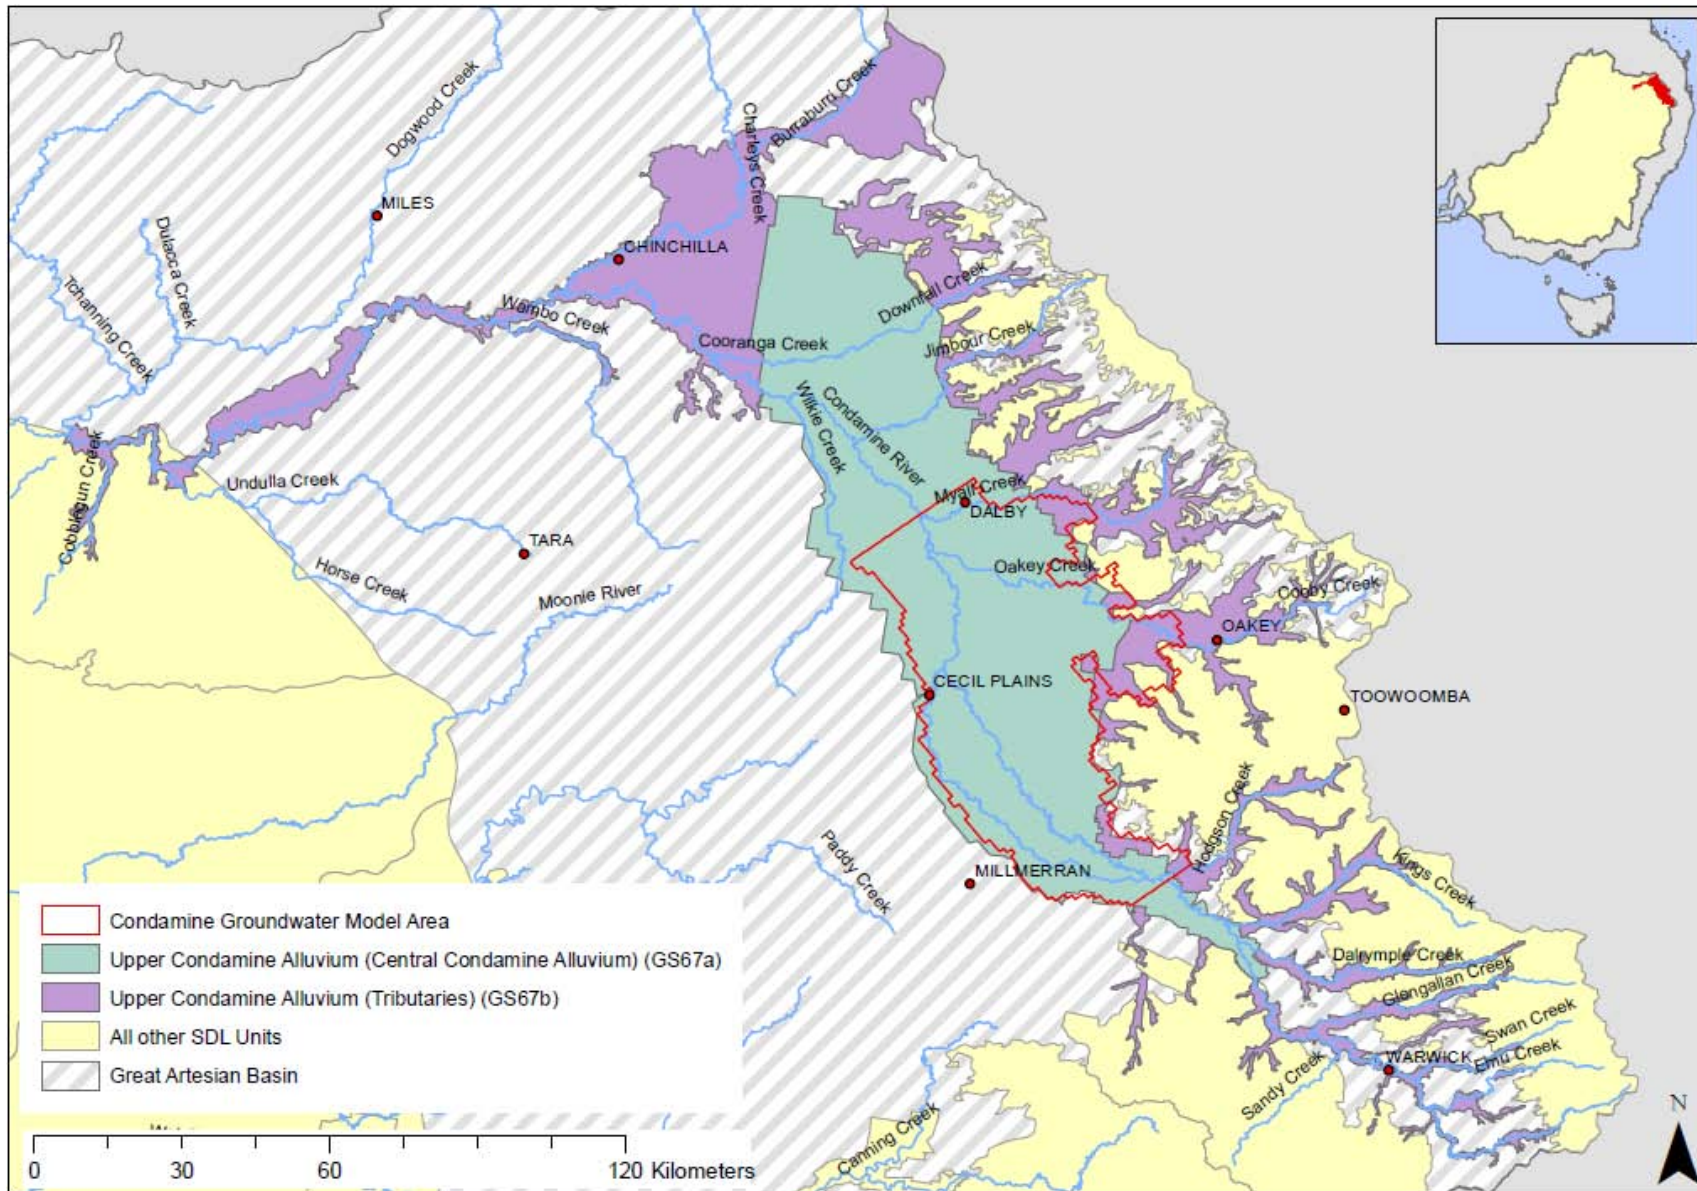 Dogwood Creek
Charleys Creek
Burraburri Creek
MILES
Dulacca Creek
Tchanning Creek
CHINCHILLA
Wambo Creek
Downfall Creek
Cooranga Creek
Jimbour Creek
Wilkie Creek
Condamine River
Cobblegun Creek
Undulla Creek
Myall Creek
DALBY
TARA
Horse Creek
Moonie River
Oakey Creek
Cooby Creek
OAKEY
CECIL PLAINS
TOOWOOMBA
Hodgson Creek
Paddy Creek
MILLMERRAN
Kings Creek
Dalrymple Creek
Glengallan Creek
Swan Creek
Emu Creek
WARWICK
Sandy Creek
Canning Creek
Condamine Groundwater Model Area
Upper Condamine Alluvium (Central Condamine Alluvium) (GS67a)
Upper Condamine Alluvium (Tributaries) (GS67b)
All other SDL Units
Great Artesian Basin
0 30 60 120 Kilometers
N